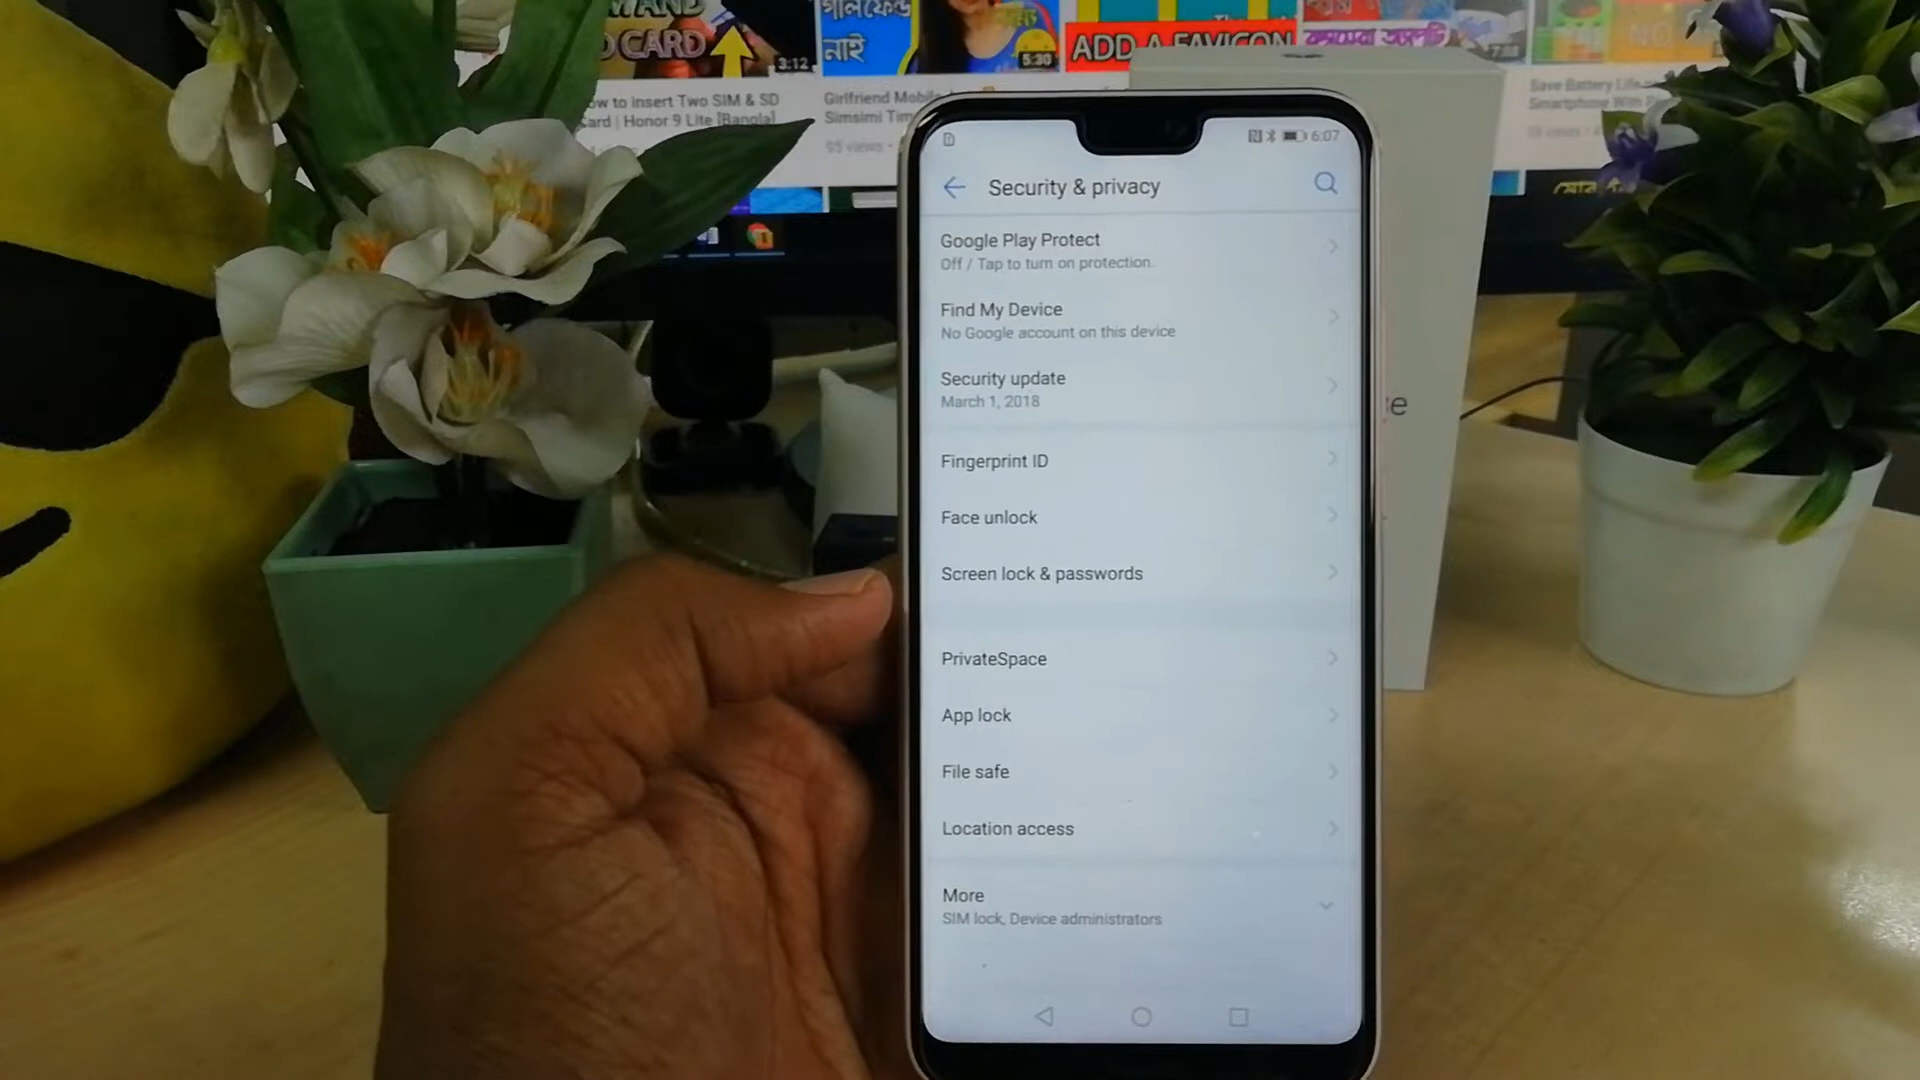 D CARD
3:12
ow to insert Two SIM & SD
Card | Honor 9 Lite [Bangla]
নাই
5:30
Girlfriend Mobile
Simsimi
95 views
ADD A FAVICON
Save Battery Life
Smartphone With
6:07
Security & privacy
Google Play Protect
Off / Tap to turn on protection.
Find My Device
No Google account on this device
Security update
March 1, 2018
Fingerprint ID
Face unlock
Screen lock & passwords
PrivateSpace
App lock
File safe
Location access
More
SIM lock, Device administrators